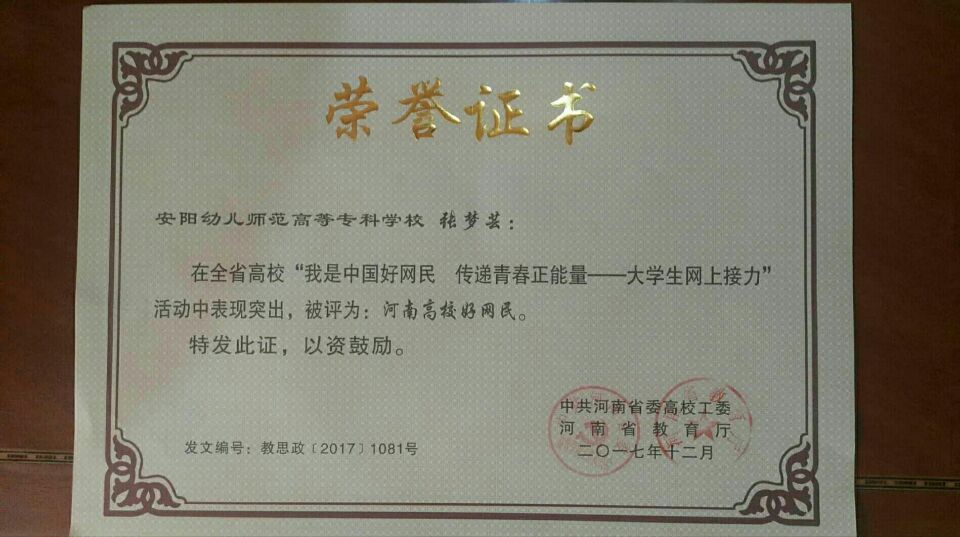 荣誉证书
安阳幼儿师范高等专科学校 张梦芸：
在全省高校“我是中国好网民 传递青春正能量——大学生网上接力”
活动中表现突出，被评为：河南高校好网民。
特发此证，以资鼓励。
中共河南省委高校工委
河南省教育厅
二〇一七年十二月
发文编号：教思政〔2017〕1081号